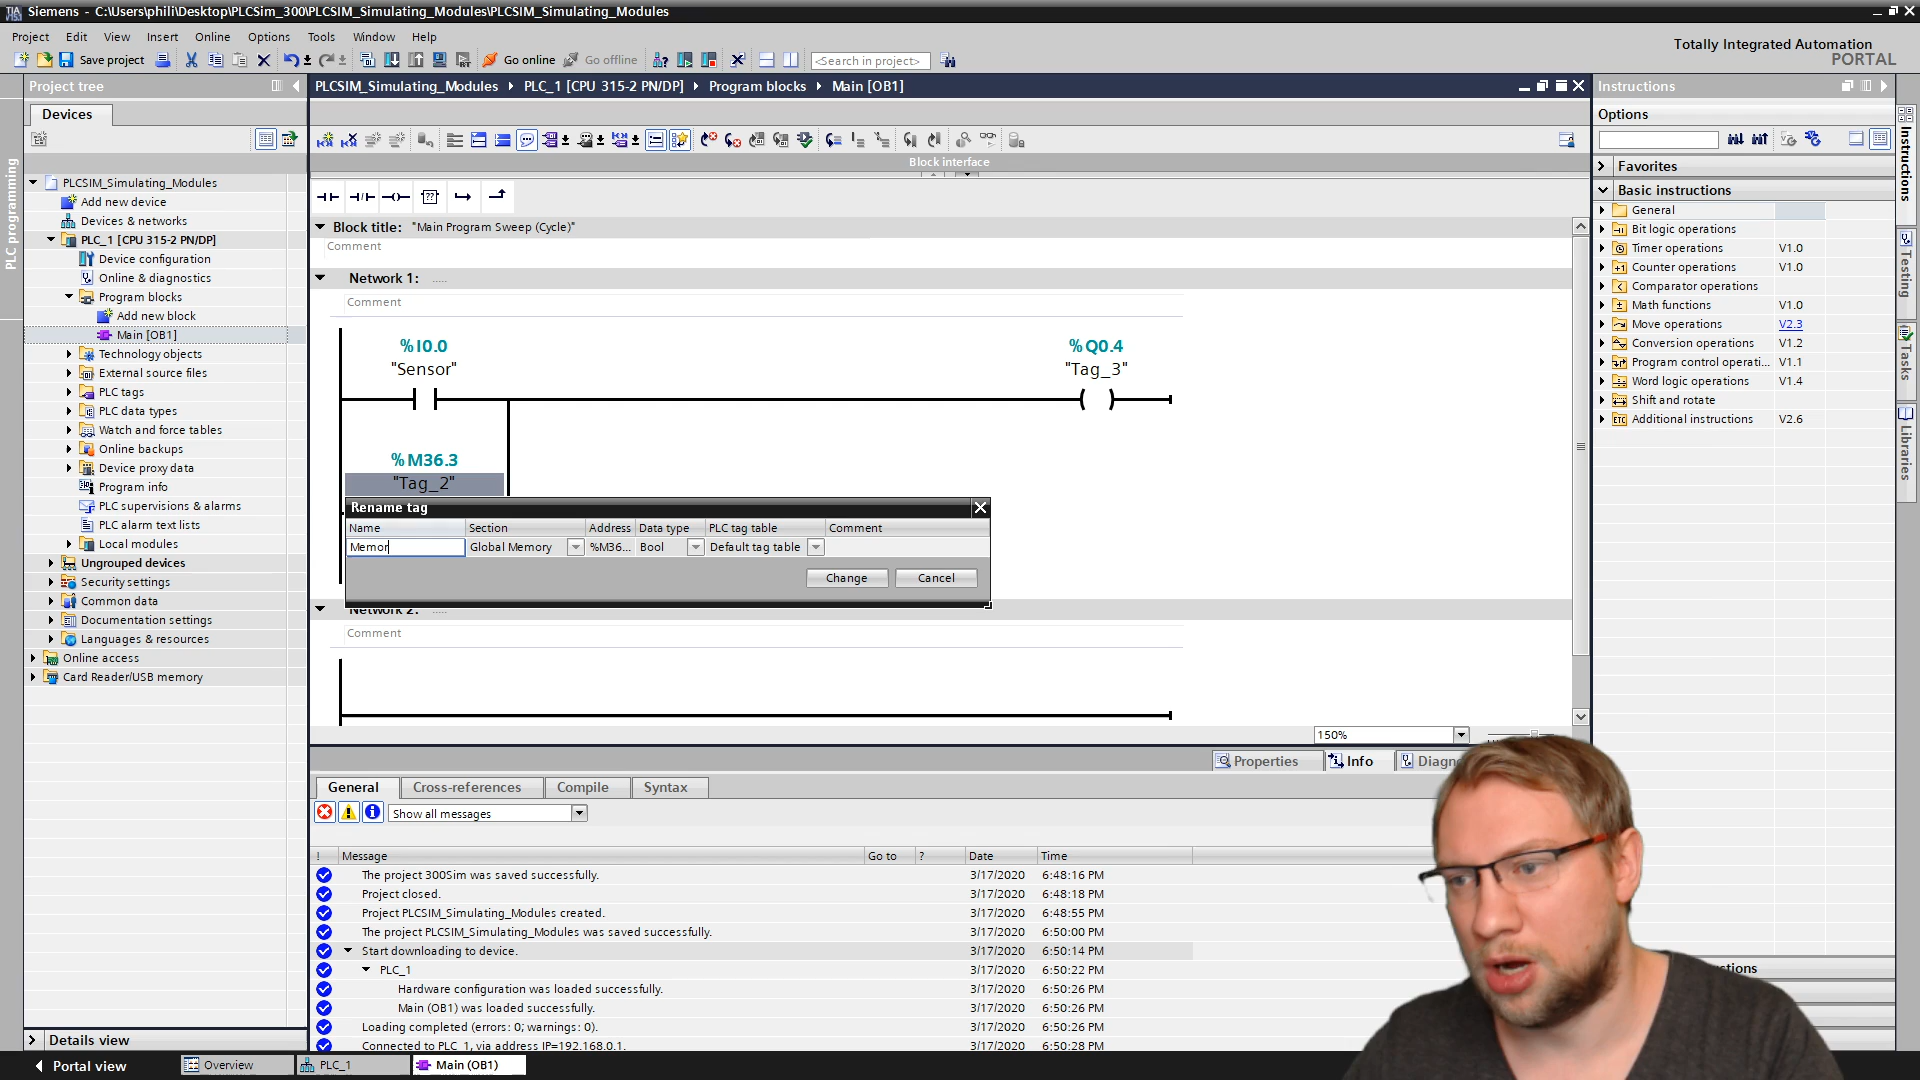 Siemens - C:\Users\phili\Desktop\PLCSim_300\PLCSIM_Simulating_Modules\PLCSIM_Simulating_Modules
Project Edit View Insert Online Options Tools Window Help
Totally Integrated Automation
PORTAL
Save project
Go online
Go offline
<Search in project>
Project tree
Devices
PLC programming
PLCSIM_Simulating_Modules
Add new device
Devices & networks
PLC_1 [CPU 315-2 PN/DP]
Device configuration
Online & diagnostics
Program blocks
Add new block
Main [OB1]
Technology objects
External source files
PLC tags
PLC data types
Watch and force tables
Online backups
Device proxy data
Program info
PLC supervisions & alarms
PLC alarm text lists
Local modules
Ungrouped devices
Security settings
Common data
Documentation settings
Languages & resources
Online access
Card Reader/USB memory
Details view
PLCSIM_Simulating_Modules PLC_1 [CPU 315-2 PN/DP] Program blocks Main [OB1]
Block interface
Block title: "Main Program Sweep (Cycle)"
Comment
Network 1: .....
Comment
%I0.0
"Sensor"
%Q0.4
"Tag_3"
%M36.3
"Tag_2"
Rename tag
Name Section Address Data type PLC tag table Comment
Memor Global Memory %M36... Bool Default tag table
Change Cancel
Network 2: .....
Comment
150%
Properties Info Diagn
General Cross-references Compile Syntax
Show all messages
! Message Go to ? Date Time
The project 300Sim was saved successfully. 3/17/2020 6:48:16 PM
Project closed. 3/17/2020 6:48:18 PM
Project PLCSIM_Simulating_Modules created. 3/17/2020 6:48:55 PM
The project PLCSIM_Simulating_Modules was saved successfully. 3/17/2020 6:50:00 PM
Start downloading to device. 3/17/2020 6:50:14 PM
PLC_1 3/17/2020 6:50:22 PM
Hardware configuration was loaded successfully. 3/17/2020 6:50:26 PM
Main (OB1) was loaded successfully. 3/17/2020 6:50:26 PM
Loading completed (errors: 0; warnings: 0). 3/17/2020 6:50:26 PM
Connected to PLC_1, via address IP=192.168.0.1. 3/17/2020 6:50:28 PM
Instructions
Options
Favorites
Basic instructions
General
Bit logic operations
Timer operations V1.0
Counter operations V1.0
Comparator operations
Math functions V1.0
Move operations V2.3
Conversion operations V1.2
Program control operati... V1.1
Word logic operations V1.4
Shift and rotate
Additional instructions V2.6
Instructions
Testing
Tasks
Libraries
Portal view Overview PLC_1 Main (OB1)